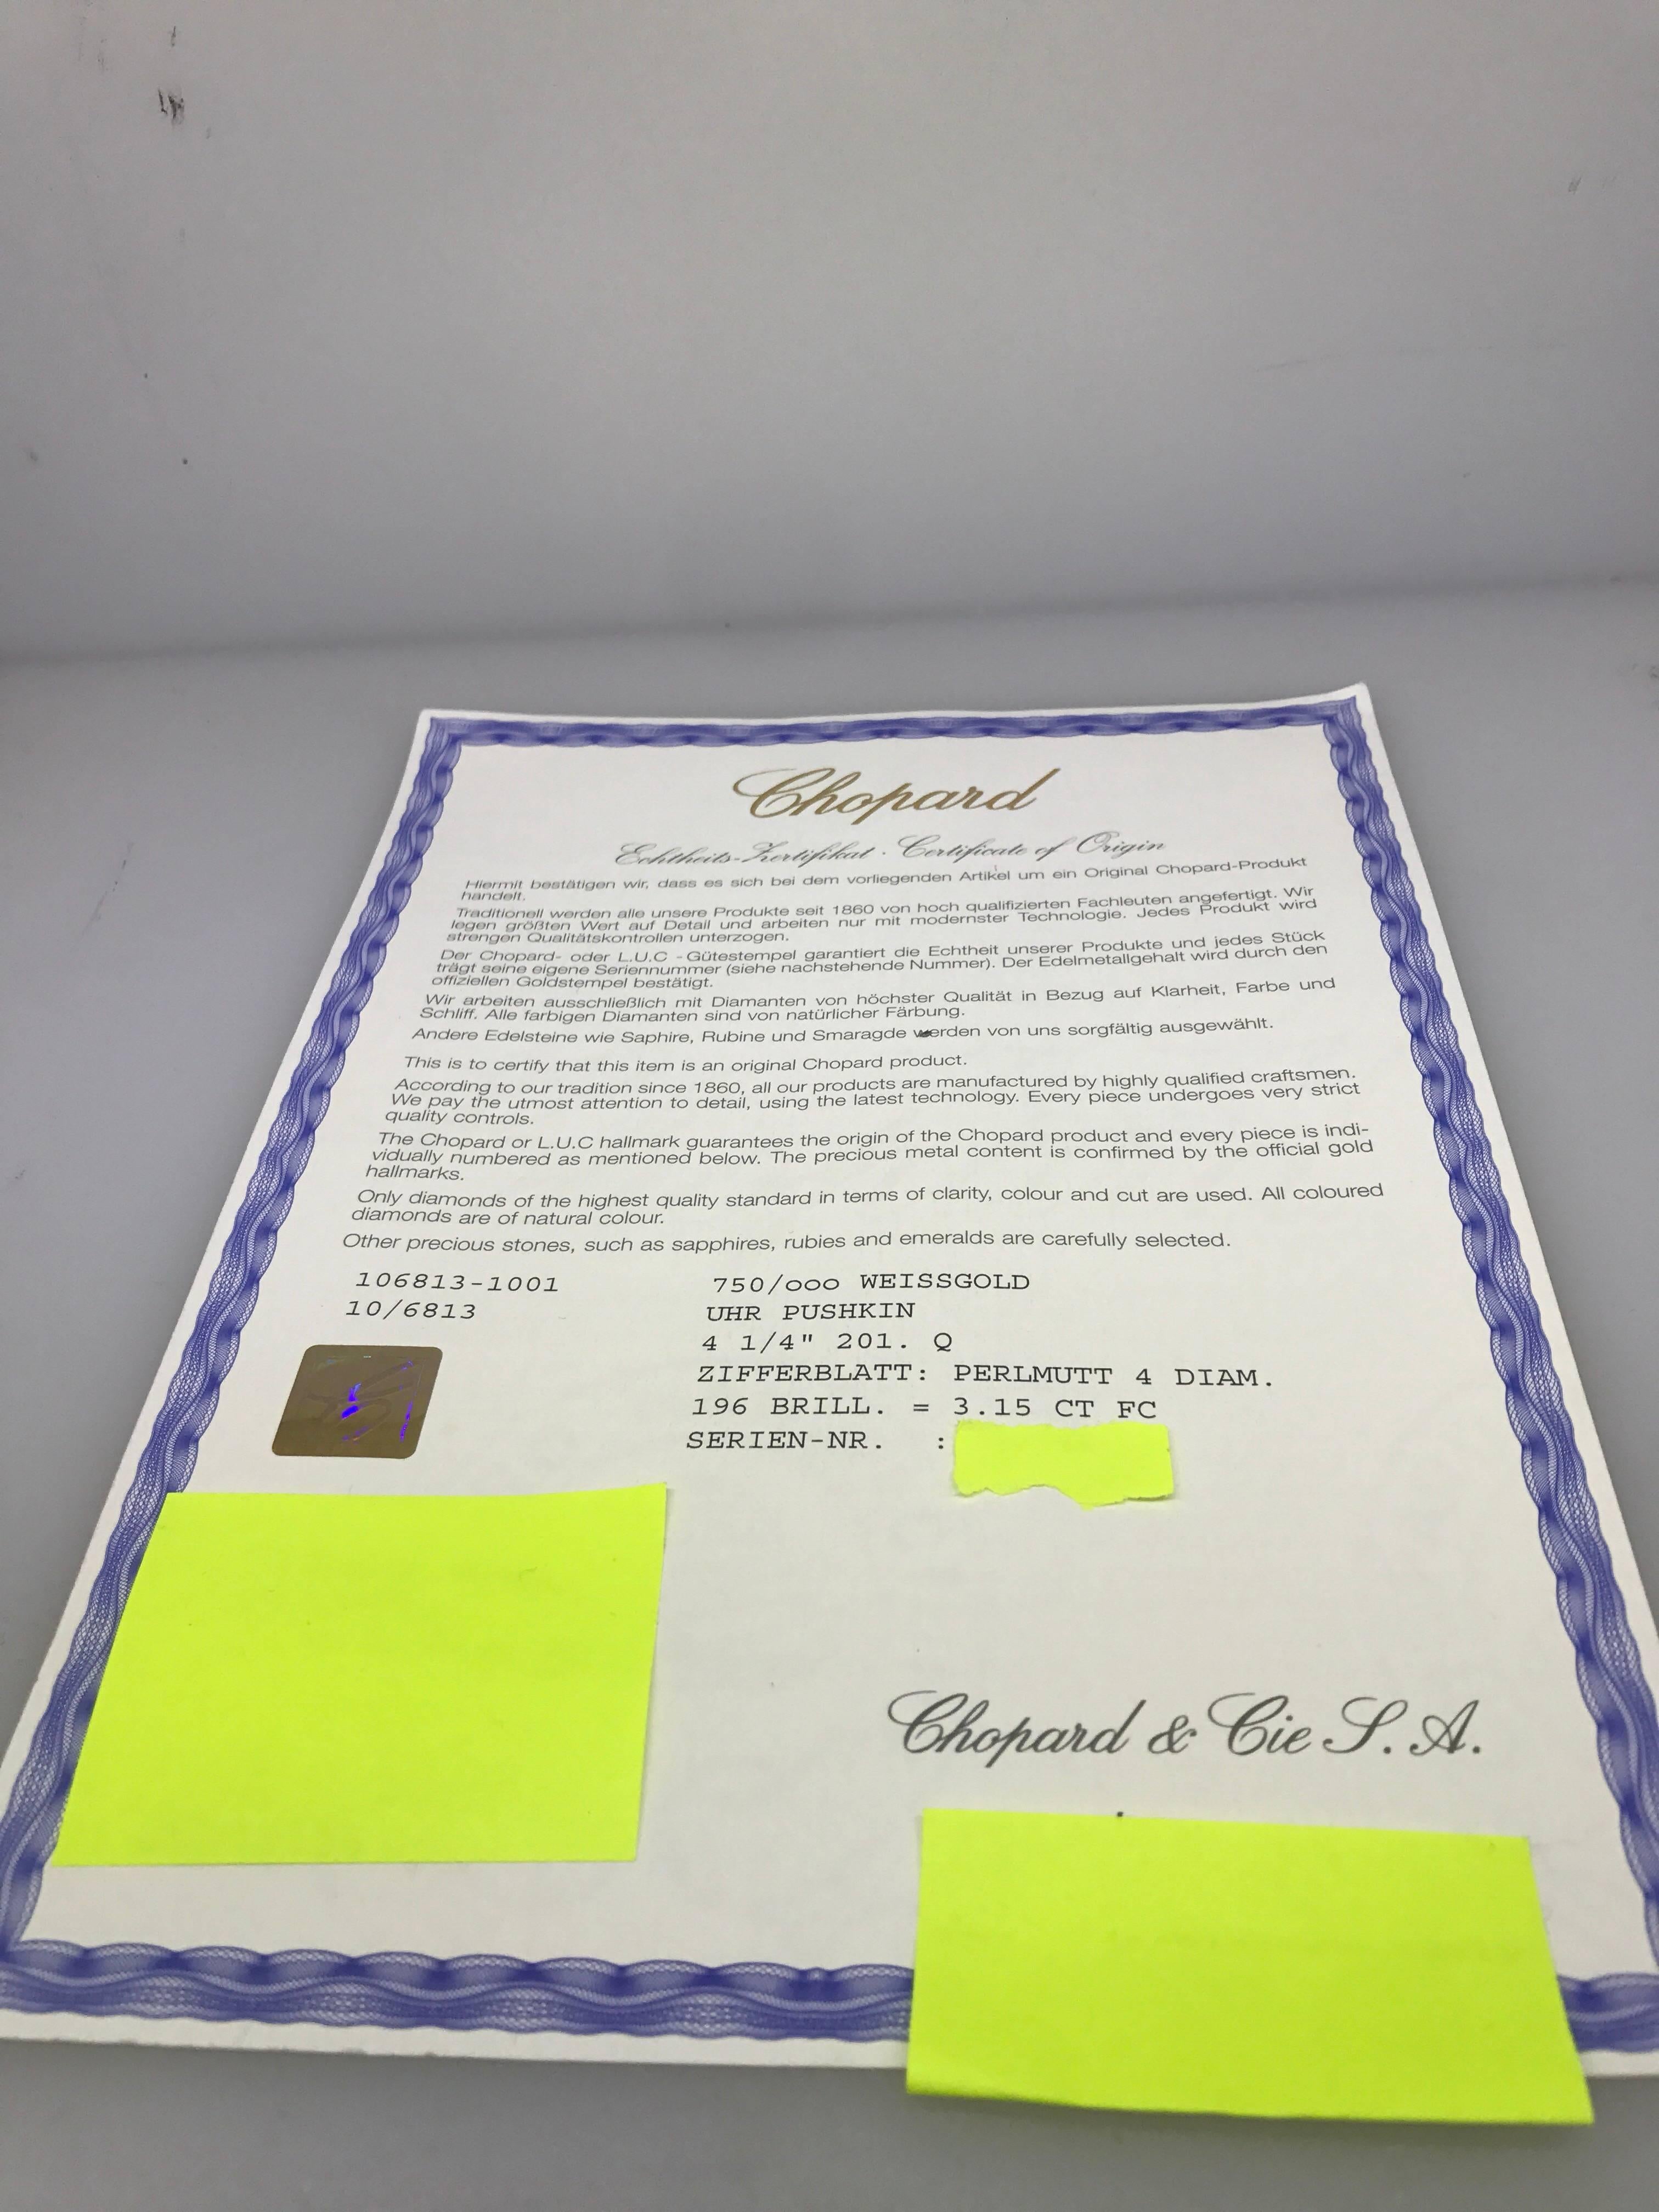 Chopard
Echtheits-Zertifikat · Certificate of Origin
Hiermit bestätigen wir, dass es sich bei dem vorliegenden Artikel um ein Original Chopard-Produkt
handelt.
Traditionell werden alle unsere Produkte seit 1860 von hoch qualifizierten Fachleuten angefertigt. Wir
legen größten Wert auf Detail und arbeiten nur mit modernster Technologie. Jedes Produkt wird
strengen Qualitätskontrollen unterzogen.
Der Chopard- oder L.U.C - Gütestempel garantiert die Echtheit unserer Produkte und jedes Stück
trägt seine eigene Seriennummer (siehe nachstehende Nummer). Der Edelmetallgehalt wird durch den
offiziellen Goldstempel bestätigt.
Wir arbeiten ausschließlich mit Diamanten von höchster Qualität in Bezug auf Klarheit, Farbe und
Schliff. Alle farbigen Diamanten sind von natürlicher Färbung.
Andere Edelsteine wie Saphire, Rubine und Smaragde werden von uns sorgfältig ausgewählt.
This is to certify that this item is an original Chopard product.
According to our tradition since 1860, all our products are manufactured by highly qualified craftsmen.
We pay the utmost attention to detail, using the latest technology. Every piece undergoes very strict
quality controls.
The Chopard or L.U.C hallmark guarantees the origin of the Chopard product and every piece is indi-
vidually numbered as mentioned below. The precious metal content is confirmed by the official gold
hallmarks.
Only diamonds of the highest quality standard in terms of clarity, colour and cut are used. All coloured
diamonds are of natural colour.
Other precious stones, such as sapphires, rubies and emeralds are carefully selected.
106813-1001 750/ooo WEISSGOLD
10/6813 UHR PUSHKIN
4 1/4" 201. Q
ZIFFERBLATT: PERLMUTT 4 DIAM.
196 BRILL. = 3.15 CT FC
SERIEN-NR. :
Chopard & Cie S. A.